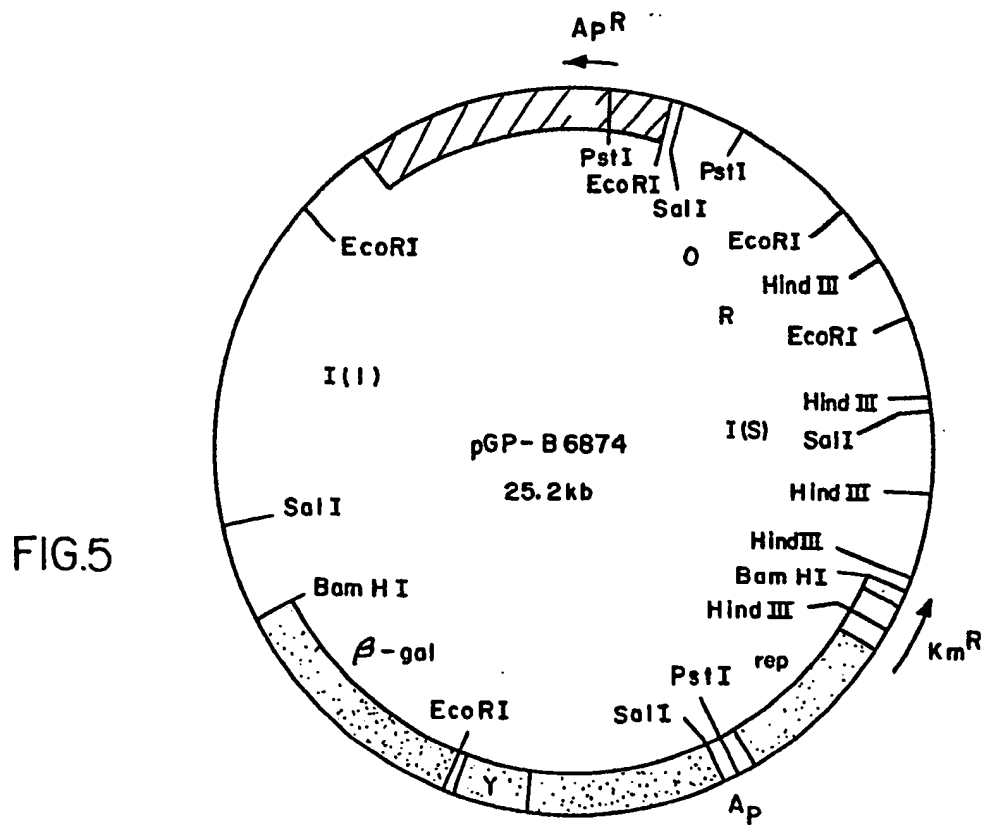 Ap^R
PstI
EcoRI
SalI
PstI
EcoRI
EcoRI
O
Hind III
R
EcoRI
I(1)
Hind III
I(S)
SalI
pGP-B6874
25.2kb
Hind III
SalI
FIG.5
Hind III
Bam HI
Bam HI
Hind III
β-gal
Km^R
rep
PstI
EcoRI
SalI
Y
Ap